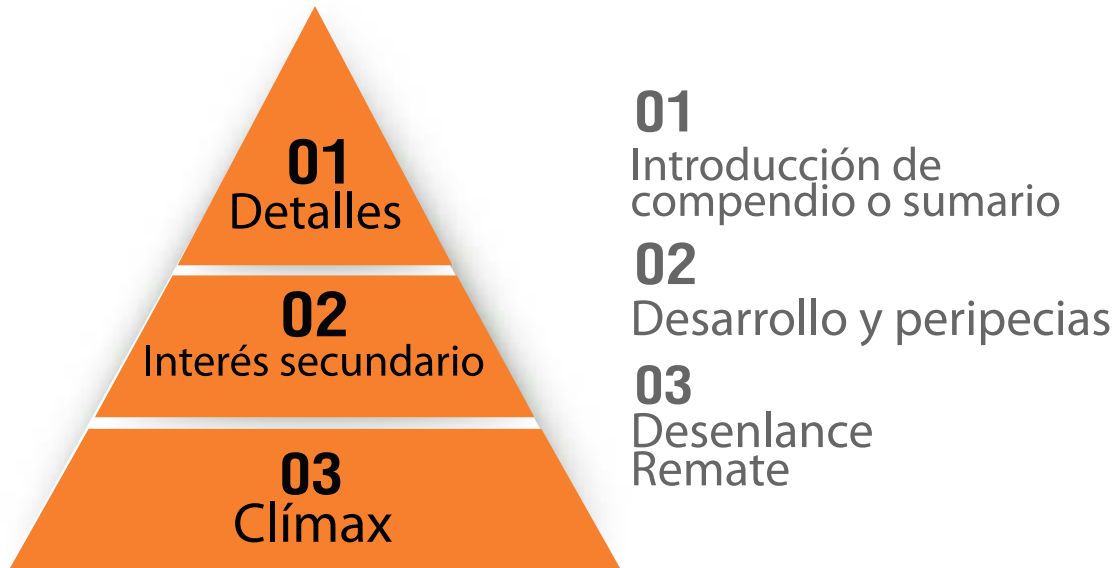 01
Detalles
02
Interés secundario
03
Clímax
01
Introducción de
compendio o sumario
02
Desarrollo y peripecias
03
Desenlance
Remate